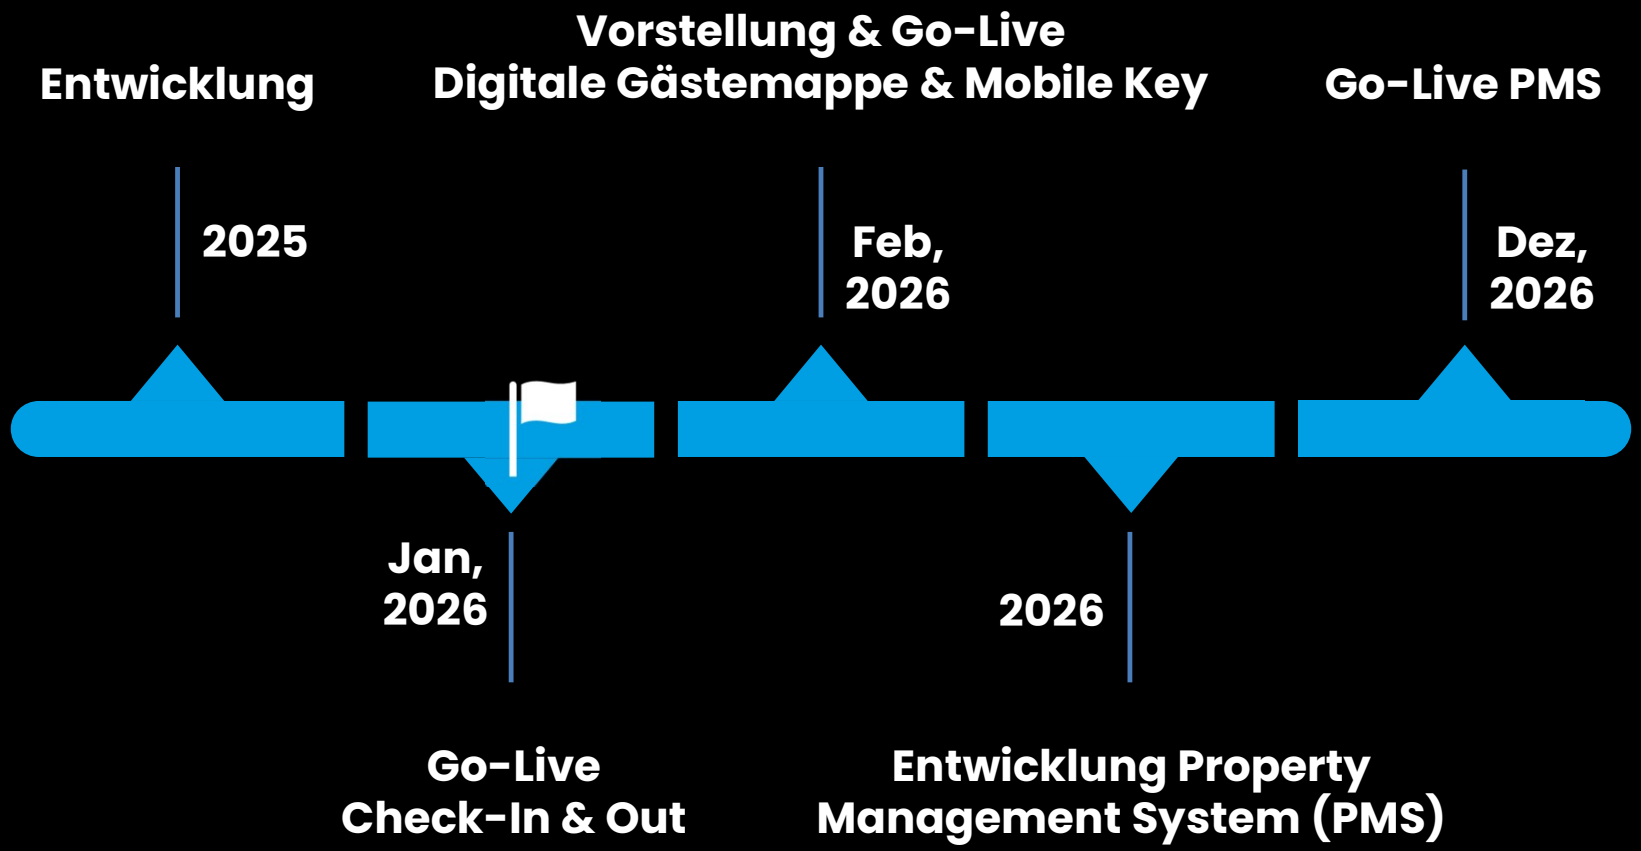 Entwicklung
2025
Jan,
2026
Go-Live
Check-In & Out
Vorstellung & Go-Live
Digitale Gästemappe & Mobile Key
Feb,
2026
2026
Entwicklung Property
Management System (PMS)
Go-Live PMS
Dez,
2026